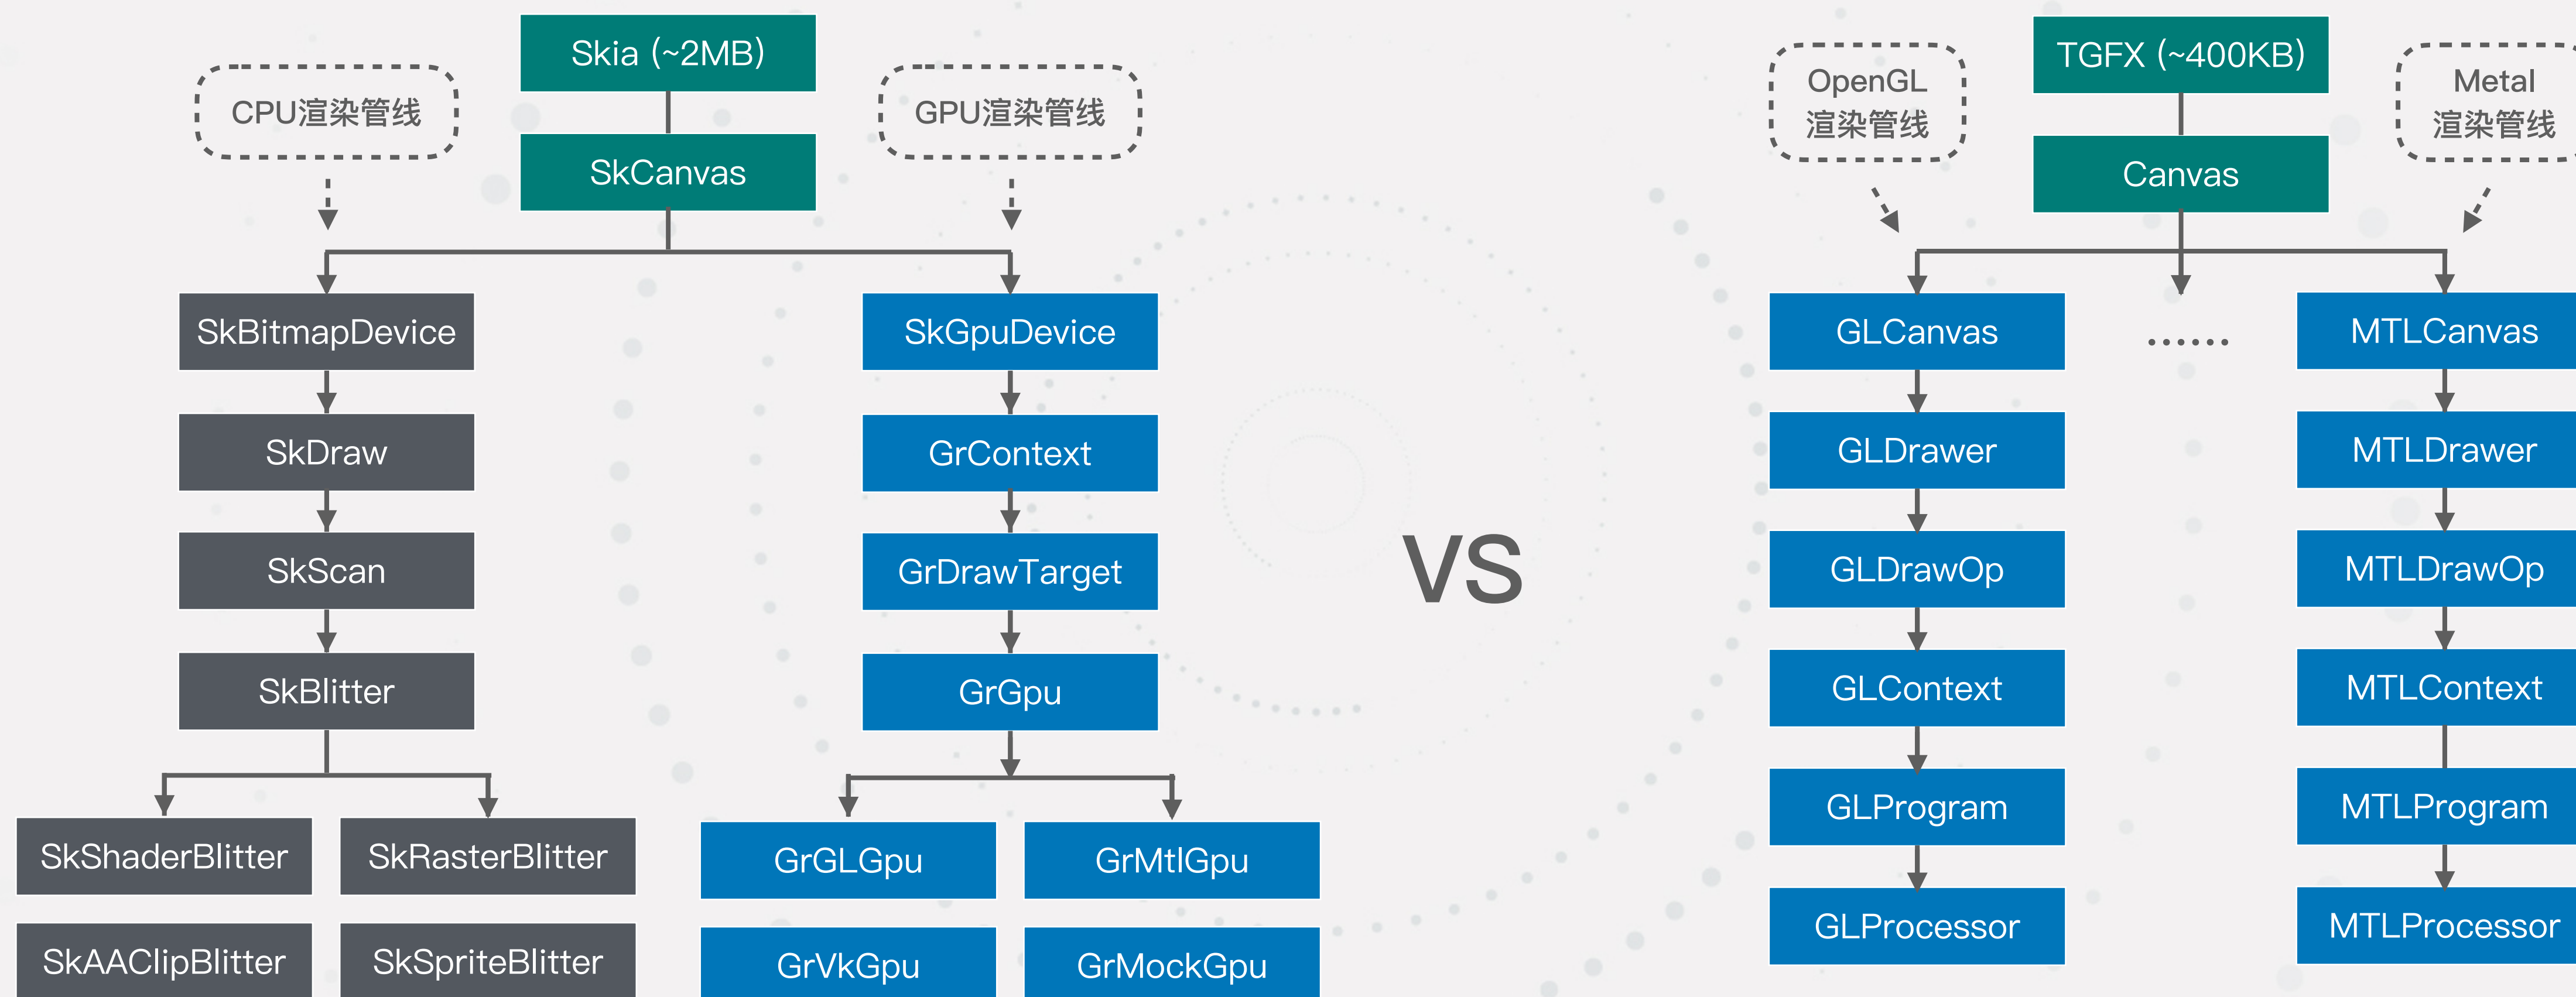 Skia (~2MB)
CPU渲染管线
GPU渲染管线
SkCanvas
SkBitmapDevice
SkGpuDevice
SkDraw
GrContext
SkScan
GrDrawTarget
SkBlitter
GrGpu
SkShaderBlitter
SkRasterBlitter
GrGLGpu
GrMtlGpu
SkAAClipBlitter
SkSpriteBlitter
GrVkGpu
GrMockGpu
VS
TGFX (~400KB)
OpenGL
渲染管线
Metal
渲染管线
Canvas
GLCanvas
......
MTLCanvas
GLDrawer
MTLDrawer
GLDrawOp
MTLDrawOp
GLContext
MTLContext
GLProgram
MTLProgram
GLProcessor
MTLProcessor